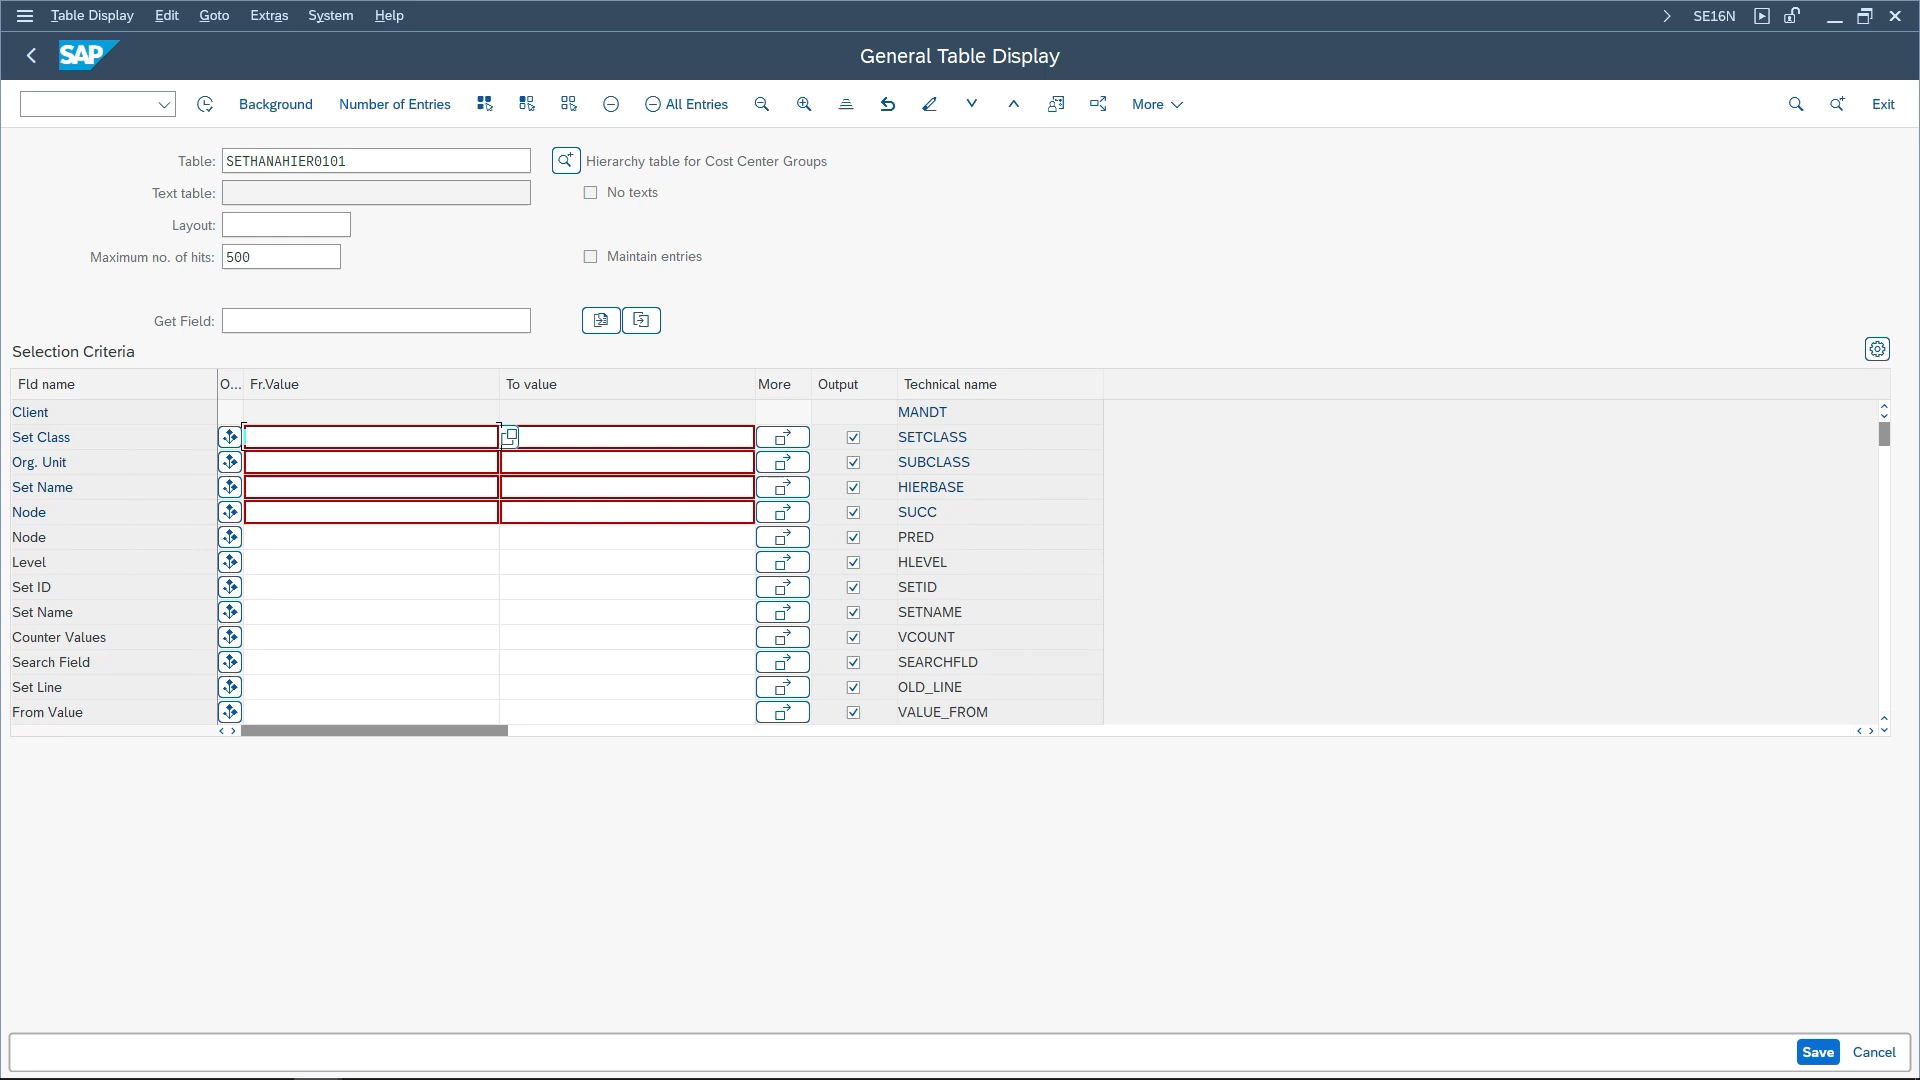 Table Display Edit Goto Extras System Help SE16N
SAP General Table Display
Background Number of Entries All Entries More Exit
Table: SETHANAHIER0101 Hierarchy table for Cost Center Groups
Text table: No texts
Layout:
Maximum no. of hits: 500 Maintain entries
Get Field:
Selection Criteria
Fld name O... Fr.Value To value More Output Technical name
Client MANDT
Set Class SETCLASS
Org. Unit SUBCLASS
Set Name HIERBASE
Node SUCC
Node PRED
Level HLEVEL
Set ID SETID
Set Name SETNAME
Counter Values VCOUNT
Search Field SEARCHFLD
Set Line OLD_LINE
From Value VALUE_FROM
Save Cancel